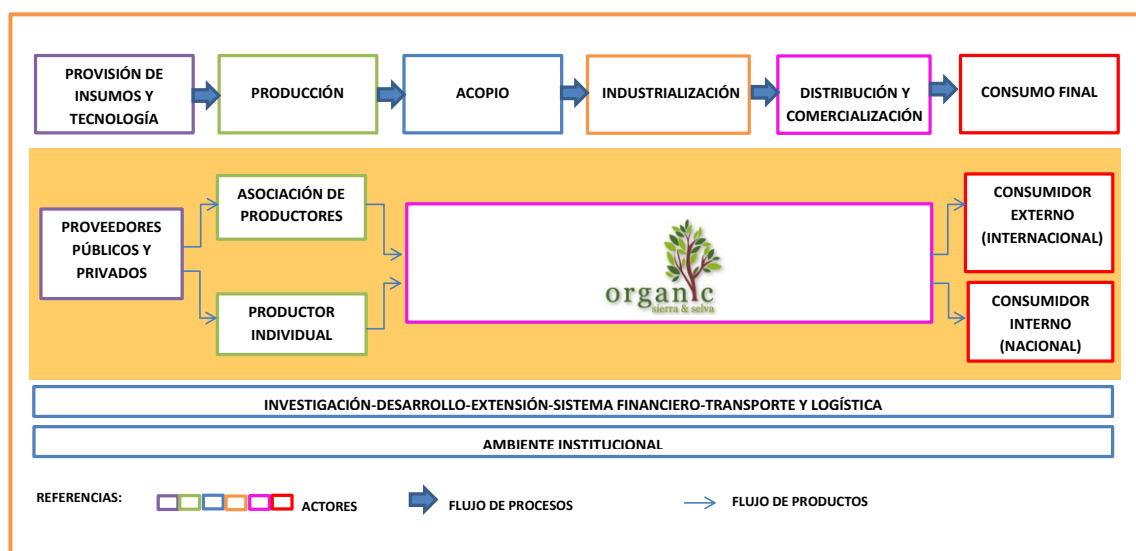 PROVISIÓN DE
INSUMOS Y
TECNOLOGÍA
PRODUCCIÓN
ACOPIO
INDUSTRIALIZACIÓN
DISTRIBUCIÓN Y
COMERCIALIZACIÓN
CONSUMO FINAL
PROVEEDORES
PÚBLICOS Y
PRIVADOS
ASOCIACIÓN DE
PRODUCTORES
PRODUCTOR
INDIVIDUAL
organic
sierra & selva
CONSUMIDOR
EXTERNO
(INTERNACIONAL)
CONSUMIDOR
INTERNO
(NACIONAL)
INVESTIGACIÓN-DESARROLLO-EXTENSIÓN-SISTEMA FINANCIERO-TRANSPORTE Y LOGÍSTICA
AMBIENTE INSTITUCIONAL
REFERENCIAS:
ACTORES
FLUJO DE PROCESOS
FLUJO DE PRODUCTOS